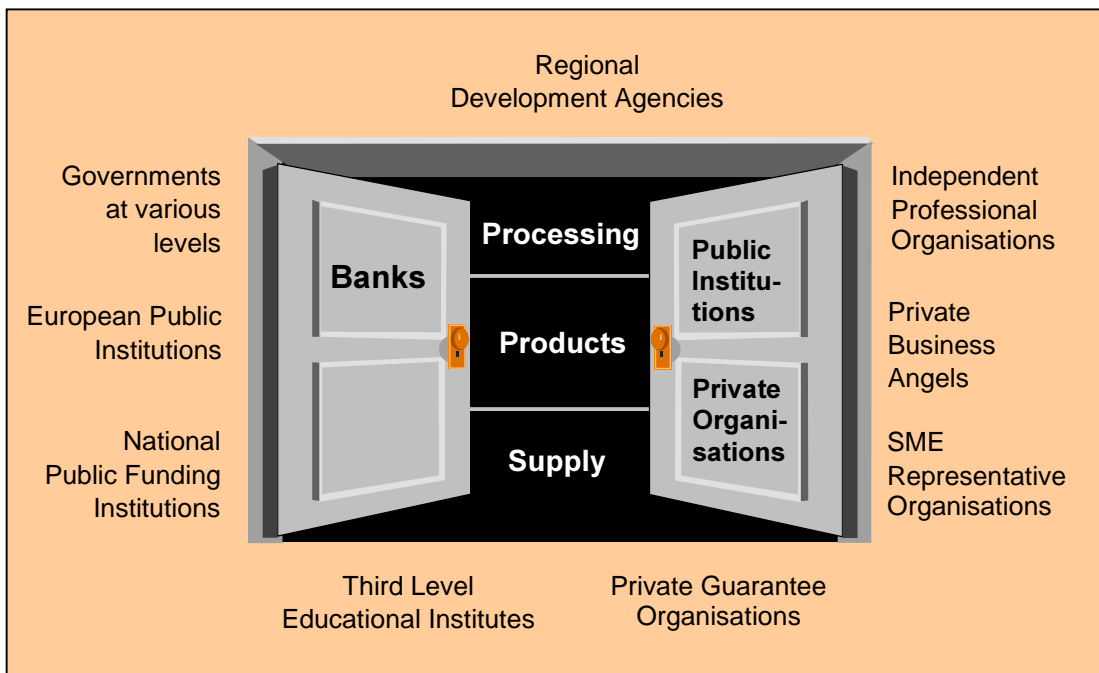 Regional
Development Agencies
Governments
at various
levels
European Public
Institutions
National
Public Funding
Institutions
Banks
Processing
Products
Supply
Public
Institu-
tions
Private
Organi-
sations
Independent
Professional
Organisations
Private
Business
Angels
SME
Representative
Organisations
Third Level
Educational Institutes
Private Guarantee
Organisations